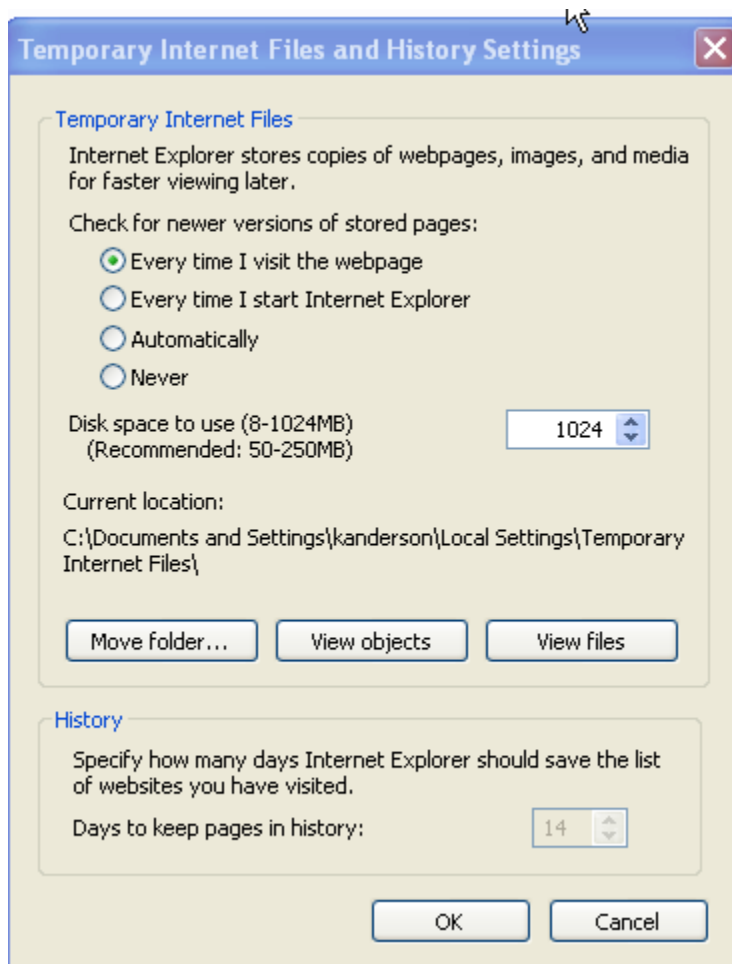 Temporary Internet Files and History Settings
Temporary Internet Files
Internet Explorer stores copies of webpages, images, and media
for faster viewing later.
Check for newer versions of stored pages:
Every time I visit the webpage
Every time I start Internet Explorer
Automatically
Never
Disk space to use (8-1024MB)
(Recommended: 50-250MB)
1024
Current location:
C:\Documents and Settings\kanderson\Local Settings\Temporary
Internet Files\
Move folder... View objects View files
History
Specify how many days Internet Explorer should save the list
of websites you have visited.
Days to keep pages in history: 14
OK Cancel